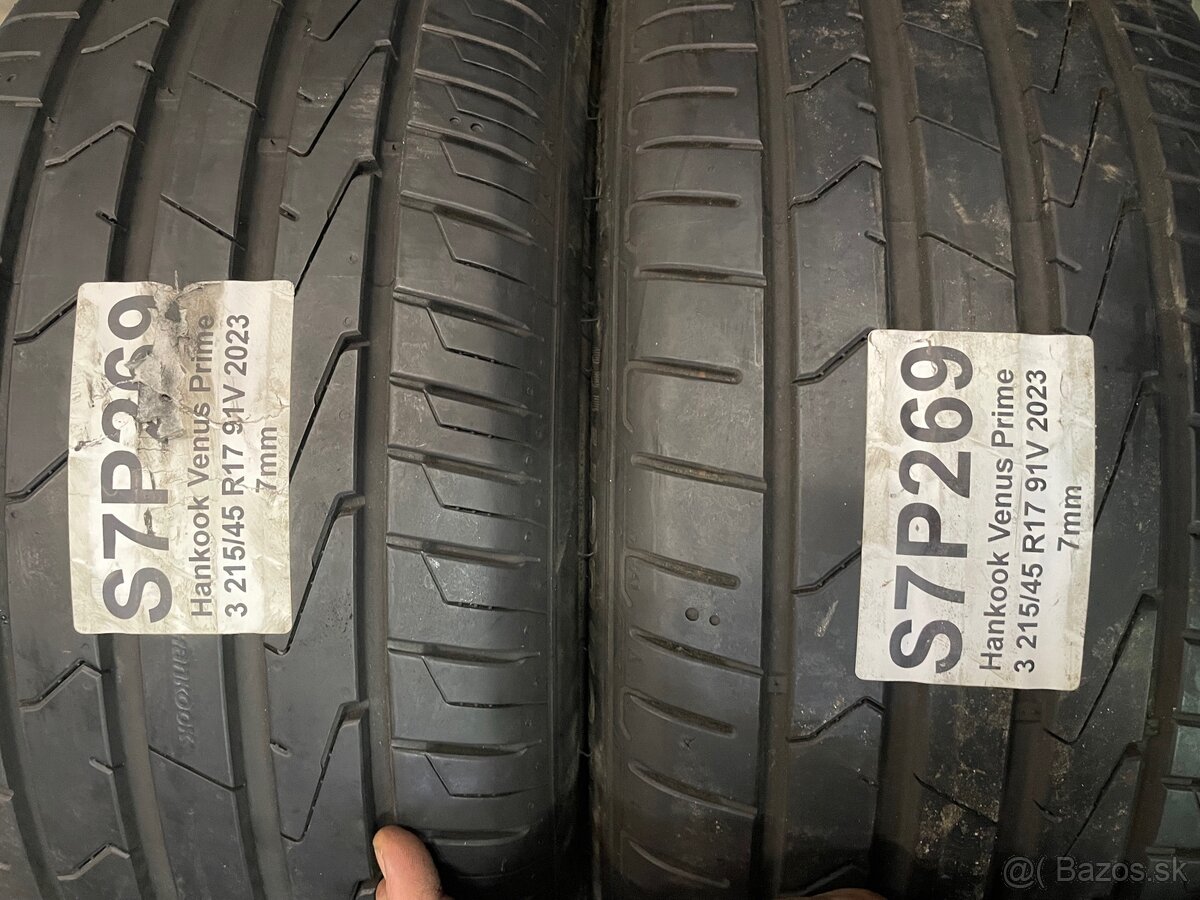 S7P269
Hankook Venus Prime
3 215/45 R17 91V 2023
7mm
Hankook
S7P269
Hankook Venus Prime
3 215/45 R17 91V 2023
7mm
@( Bazos.sk